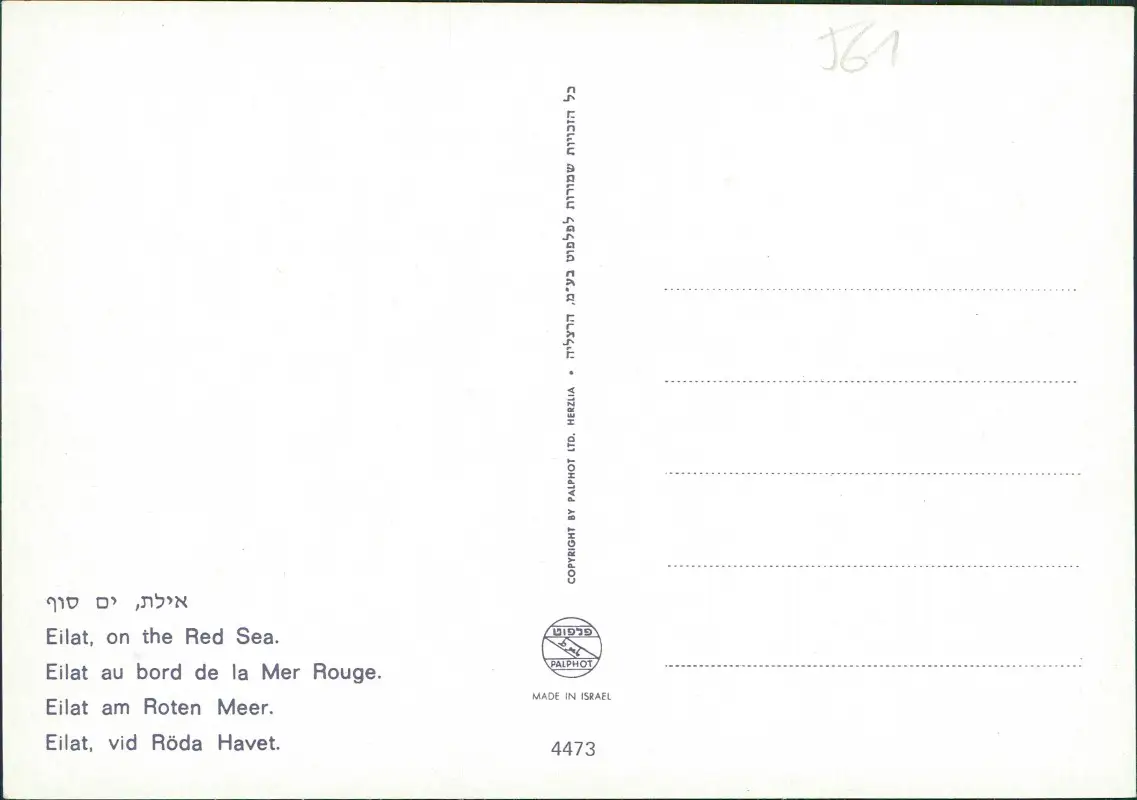 J61
אילת, ים סוף
Eilat, on the Red Sea.
Eilat au bord de la Mer Rouge.
Eilat am Roten Meer.
Eilat, vid Röda Havet.
כל הזכויות שמורות לפלפוט בע"מ, הרצליה • COPYRIGHT BY PALPHOT LTD. HERZLIA
פלפוט
PALPHOT
MADE IN ISRAEL
4473